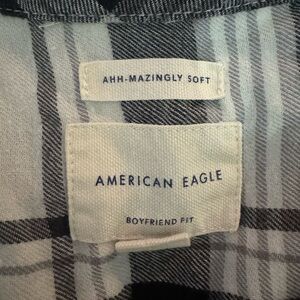 AHH-MAZINGLY SOFT
AMERICAN EAGLE
BOYFRIEND FIT